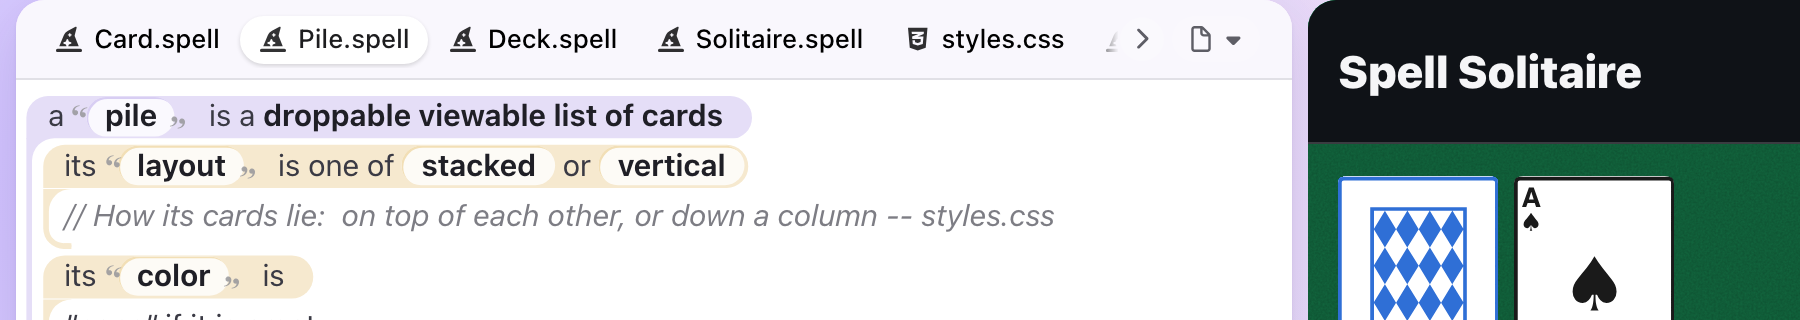 Card.spell Pile.spell Deck.spell Solitaire.spell styles.css
a “pile” is a droppable viewable list of cards
its “layout” is one of stacked or vertical
// How its cards lie: on top of each other, or down a column -- styles.css
its “color” is
Spell Solitaire
A